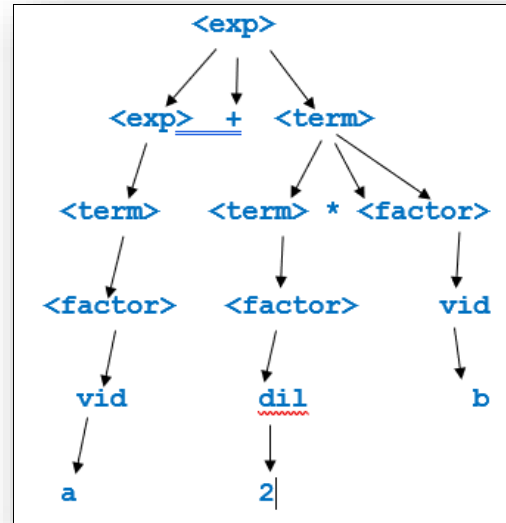 <exp>
<exp> + <term>
<term> <term> * <factor>
<factor> <factor> vid
vid dil b
a 2